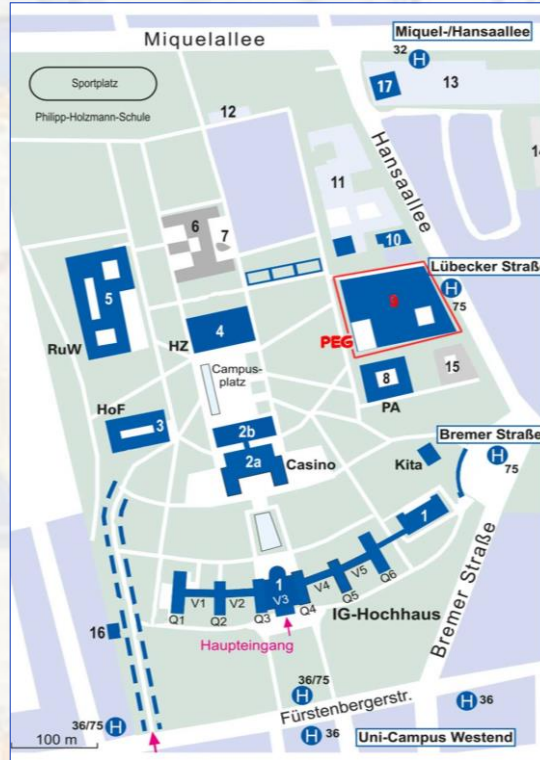 Miquelallee
Miquel-/Hansaallee
32
H
17
13
Sportplatz
Philipp-Holzmann-Schule
12
Hansaallee
14
11
6
7
10
5
Lübecker Straße
H
75
9
PEG
RuW
HZ
4
Campus-
platz
8
15
PA
HoF
3
2b
2a
Casino
Kita
Bremer Straße
H
75
1
1
V3
V1
V2
V4
V5
Q1
Q2
Q3
Q4
Q5
Q6
IG-Hochhaus
Bremer Straße
16
Haupteingang
36/75
H
36/75
H
Fürstenbergerstr.
H
36
H
36
Uni-Campus Westend
100 m